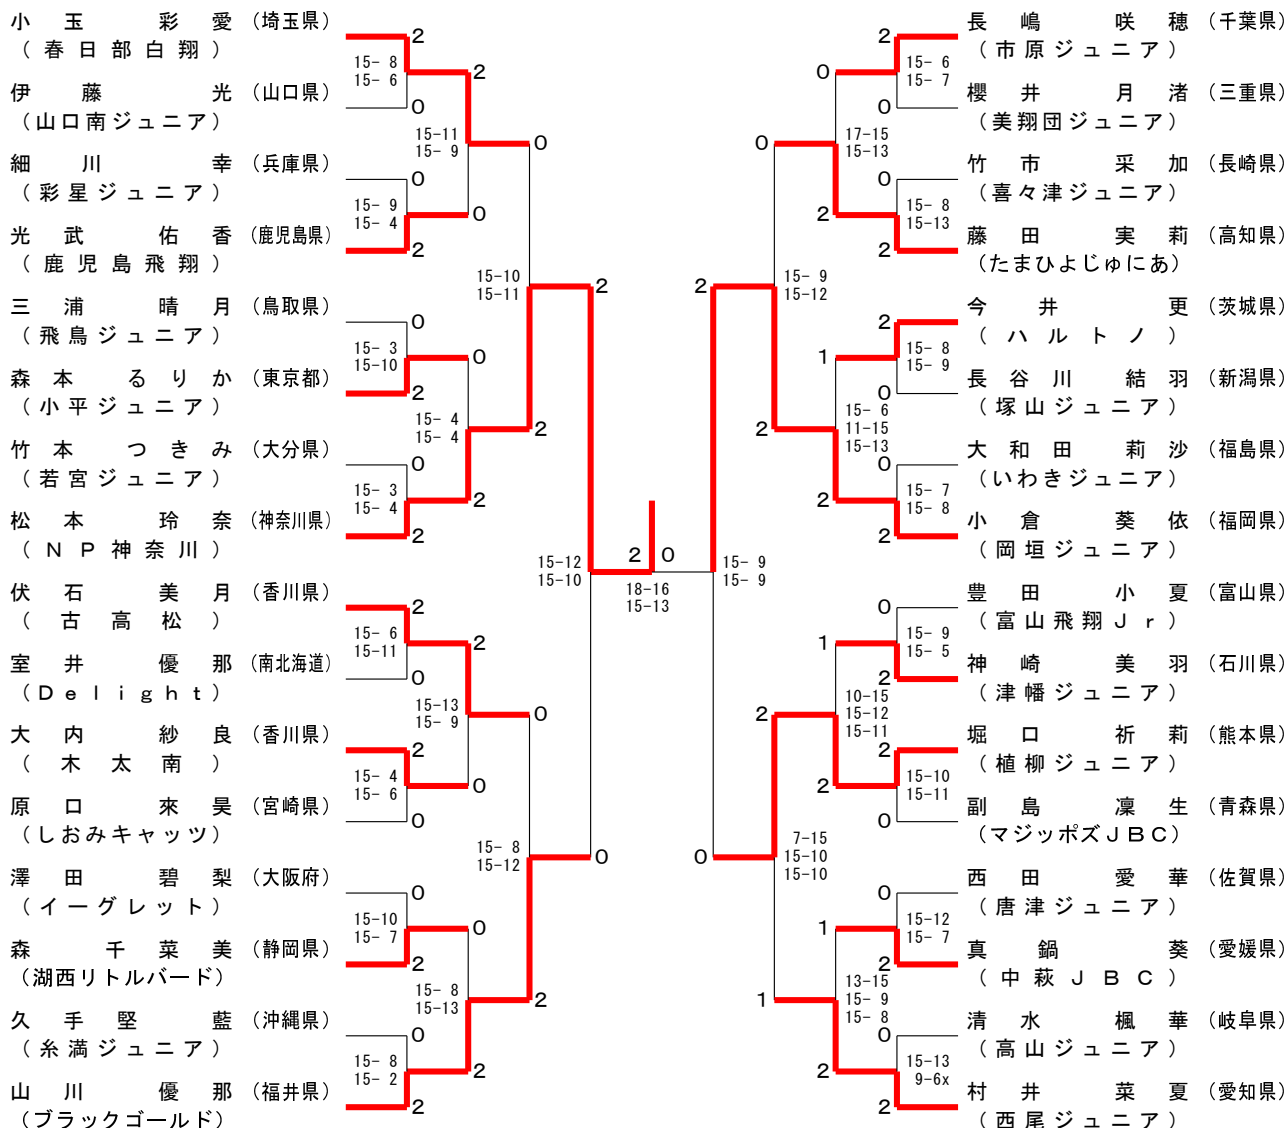 小玉 彩愛 (埼玉県)
(春日部白翔)
伊藤 光 (山口県)
(山口南ジュニア)
細川 幸 (兵庫県)
(彩星ジュニア)
光武 佑香 (鹿児島県)
(鹿児島飛翔)
三浦 晴月 (鳥取県)
(飛鳥ジュニア)
森本 るりか (東京都)
(小平ジュニア)
竹本 つきみ (大分県)
(若宮ジュニア)
松本 玲奈 (神奈川県)
(NP神奈川)
伏石 美月 (香川県)
(古高松)
室井 優那 (南北海道)
(Delight)
大内 紗良 (香川県)
(木太南)
原口 來昊 (宮崎県)
(しおみキャッツ)
澤田 碧梨 (大阪府)
(イーグレット)
森 千菜美 (静岡県)
(湖西リトルバード)
久手堅 藍 (沖縄県)
(糸満ジュニア)
山川 優那 (福井県)
(ブラックゴールド)
2
15- 8
15- 6
0
0
15- 9
15- 4
2
0
15- 3
15-10
2
0
15- 3
15- 4
2
2
15- 6
15-11
0
2
15- 4
15- 6
0
0
15-10
15- 7
2
0
15- 8
15- 2
2
2
15-11
15- 9
0
0
15- 4
15- 4
2
2
15-13
15- 9
0
0
15- 8
15-13
2
0
15-10
15-11
2
0
15- 8
15-12
2
2
15-12
15-10
0
2 0
18-16
15-13
2
15- 9
15- 9
0
0
15- 9
15-12
2
2
7-15
15-10
15-10
1
0
17-15
15-13
2
1
15- 6
11-15
15-13
2
1
10-15
15-12
15-11
2
1
13-15
15- 9
15- 8
2
2
15- 6
15- 7
0
0
15- 8
15-13
2
2
15- 8
15- 9
0
0
15- 7
15- 8
2
0
15- 9
15- 5
2
2
15-10
15-11
0
0
15-12
15- 7
2
0
15-13
9-6x
2
長嶋 咲穂 (千葉県)
(市原ジュニア)
櫻井 月渚 (三重県)
(美翔団ジュニア)
竹市 采加 (長崎県)
(喜々津ジュニア)
藤田 実莉 (高知県)
(たまひよじゅにあ)
今井 更 (茨城県)
(ハルトノ)
長谷川 結羽 (新潟県)
(塚山ジュニア)
大和田 莉沙 (福島県)
(いわきジュニア)
小倉 葵依 (福岡県)
(岡垣ジュニア)
豊田 小夏 (富山県)
(富山飛翔Jr)
神崎 美羽 (石川県)
(津幡ジュニア)
堀口 祈莉 (熊本県)
(植柳ジュニア)
副島 凜生 (青森県)
(マジッポズJBC)
西田 愛華 (佐賀県)
(唐津ジュニア)
真鍋 葵 (愛媛県)
(中萩JBC)
清水 楓華 (岐阜県)
(高山ジュニア)
村井 菜夏 (愛知県)
(西尾ジュニア)